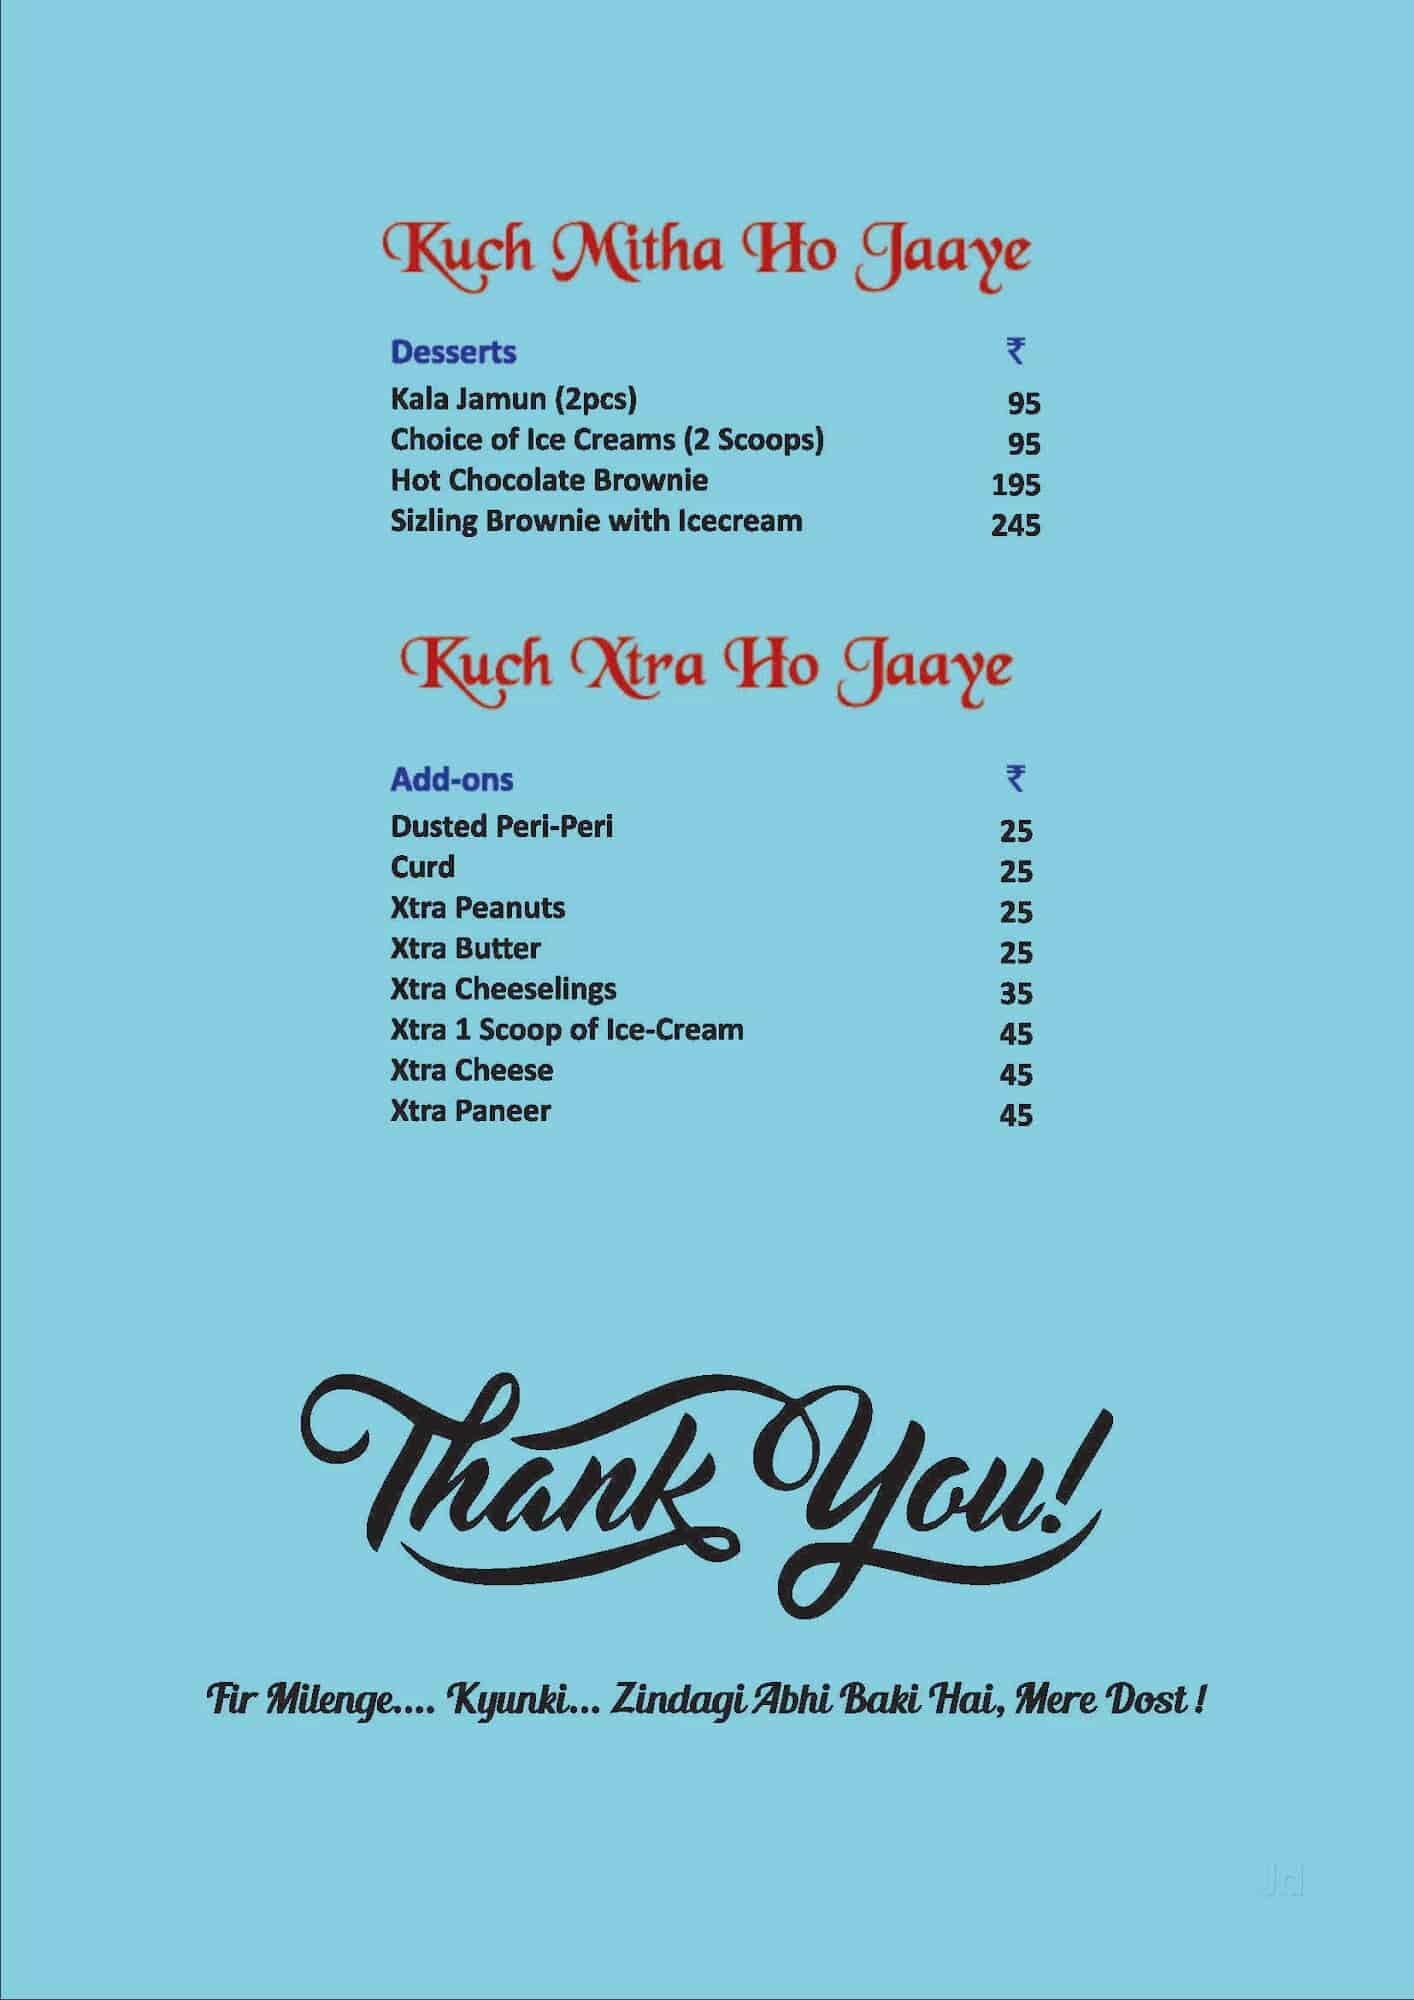 Kuch Mitha Ho Jaaye
Desserts ₹
Kala Jamun (2pcs) 95
Choice of Ice Creams (2 Scoops) 95
Hot Chocolate Brownie 195
Sizling Brownie with Icecream 245
Kuch Xtra Ho Jaaye
Add-ons ₹
Dusted Peri-Peri 25
Curd 25
Xtra Peanuts 25
Xtra Butter 25
Xtra Cheeselings 35
Xtra 1 Scoop of Ice-Cream 45
Xtra Cheese 45
Xtra Paneer 45
Thank You!
Fir Milenge.... Kyunki... Zindagi Abhi Baki Hai, Mere Dost !
Jd